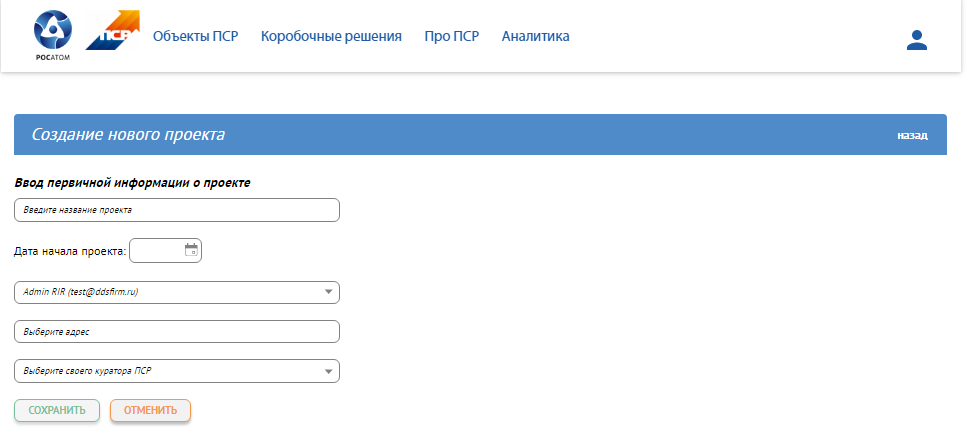 РОСАТОМ
ПСР
Объекты ПСР Коробочные решения Про ПСР Аналитика
Создание нового проекта назад
Ввод первичной информации о проекте
Введите название проекта
Дата начала проекта:
Admin RIR (test@ddsfirm.ru)
Выберите адрес
Выберите своего куратора ПСР
СОХРАНИТЬ ОТМЕНИТЬ